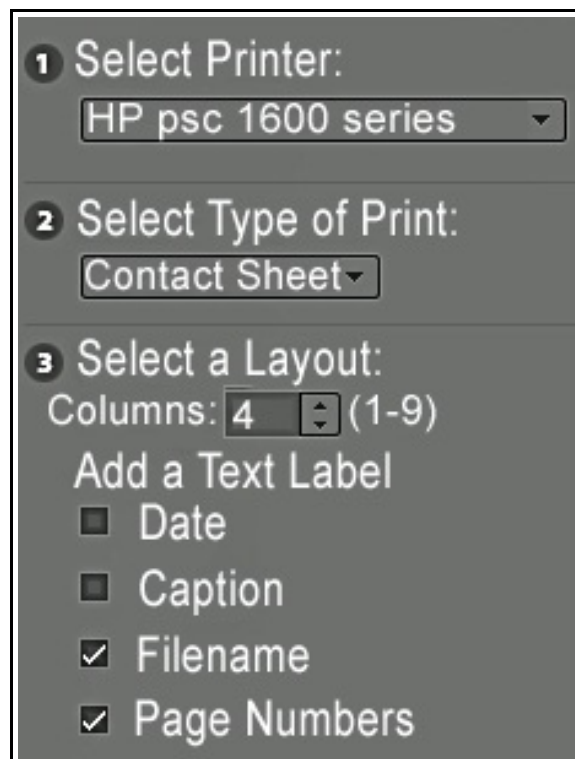 1 Select Printer:
HP psc 1600 series
2 Select Type of Print:
Contact Sheet
3 Select a Layout:
Columns: 4 (1-9)
Add a Text Label
Date
Caption
Filename
Page Numbers